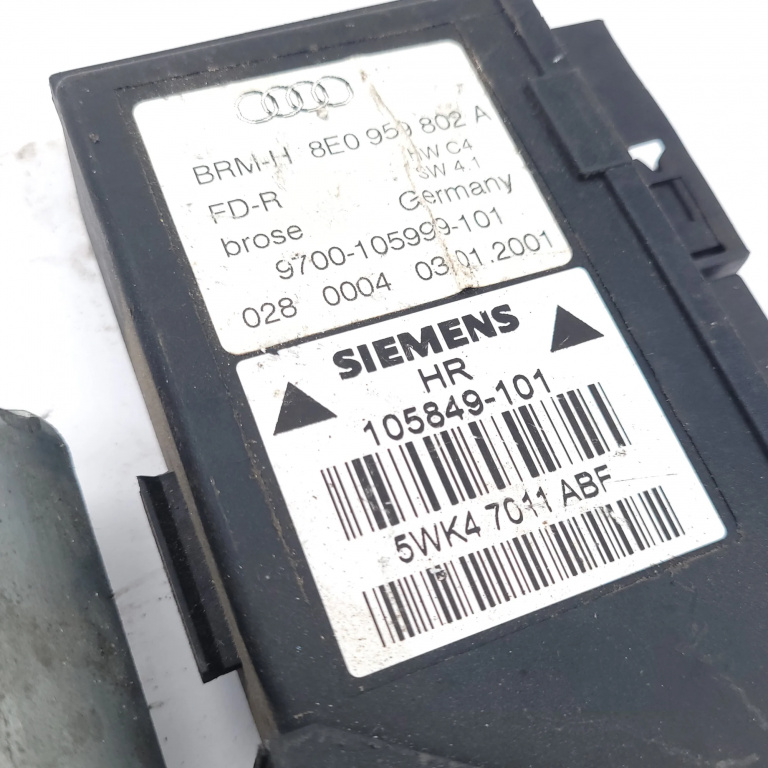 BRM-H 8E0 959 802 A
HW C4
SW 4.1
FD-R Germany
brose
9700-105999-101
028 0004 03.01.2001
SIEMENS
HR
105849-101
5WK4 7011 ABF